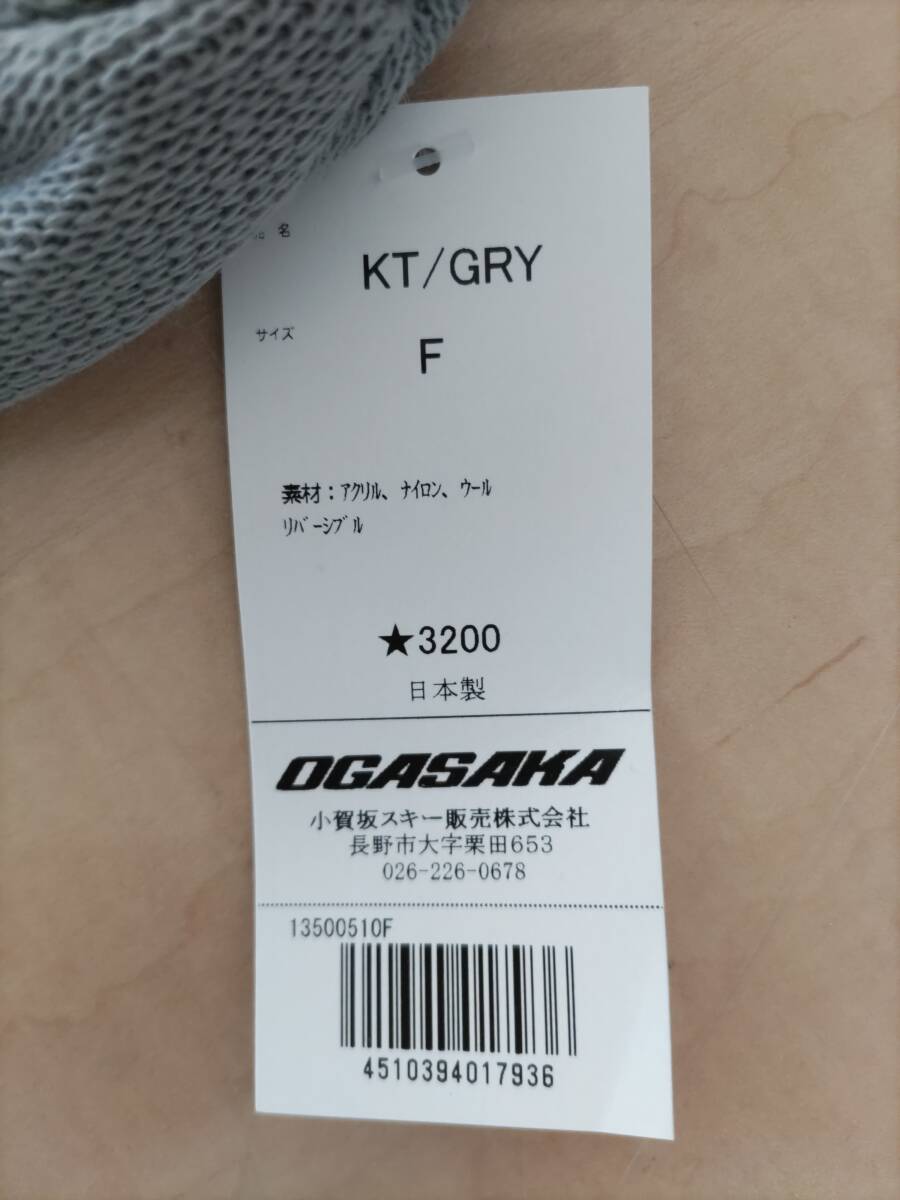 名
KT/GRY
サイズ
F
素材：アクリル、ナイロン、ウール
リバーシブル
★3200
日本製
OGASAKA
小賀坂スキー販売株式会社
長野市大字栗田653
026-226-0678
13500510F
4510394017936